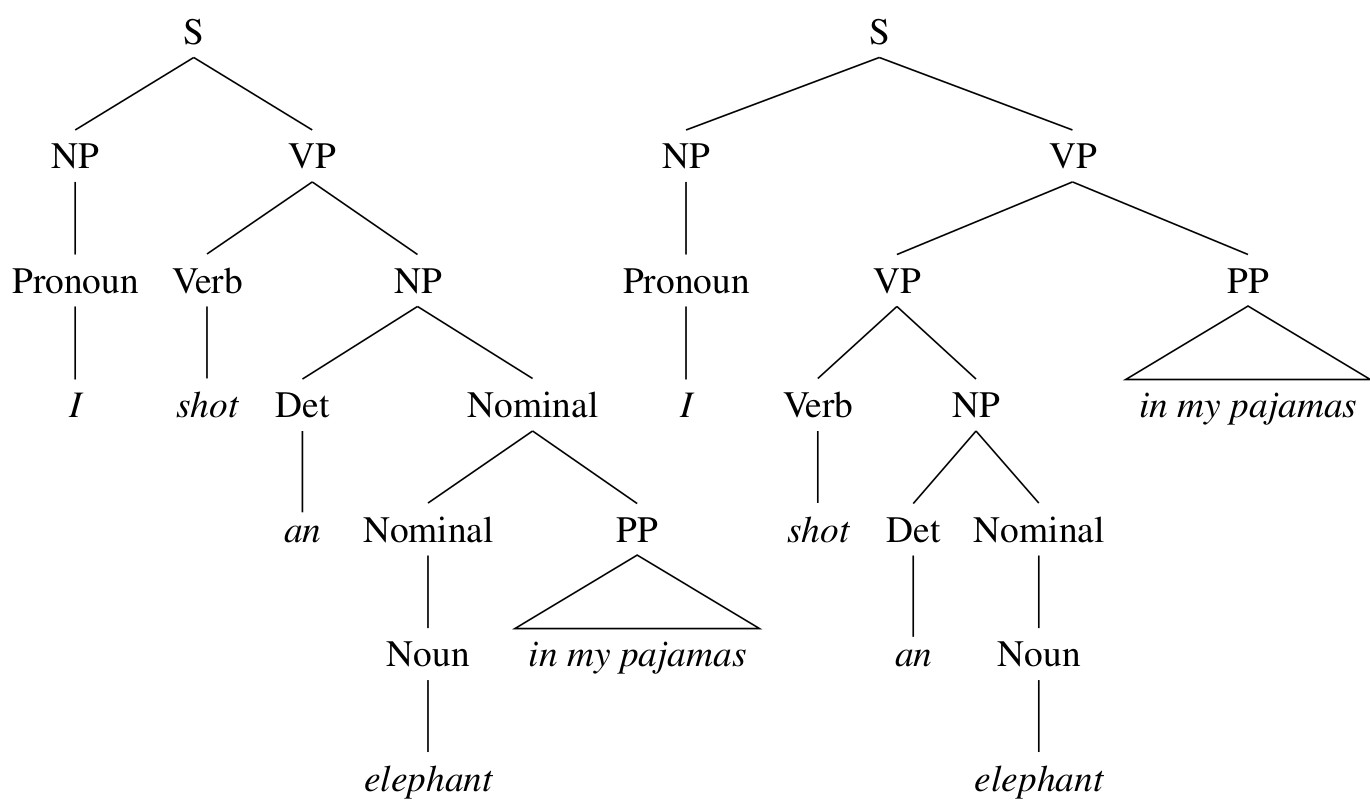 S S
NP VP NP VP
Pronoun Verb NP Pronoun VP PP
I shot Det Nominal I Verb NP in my pajamas
an Nominal PP shot Det Nominal
Noun in my pajamas an Noun
elephant elephant